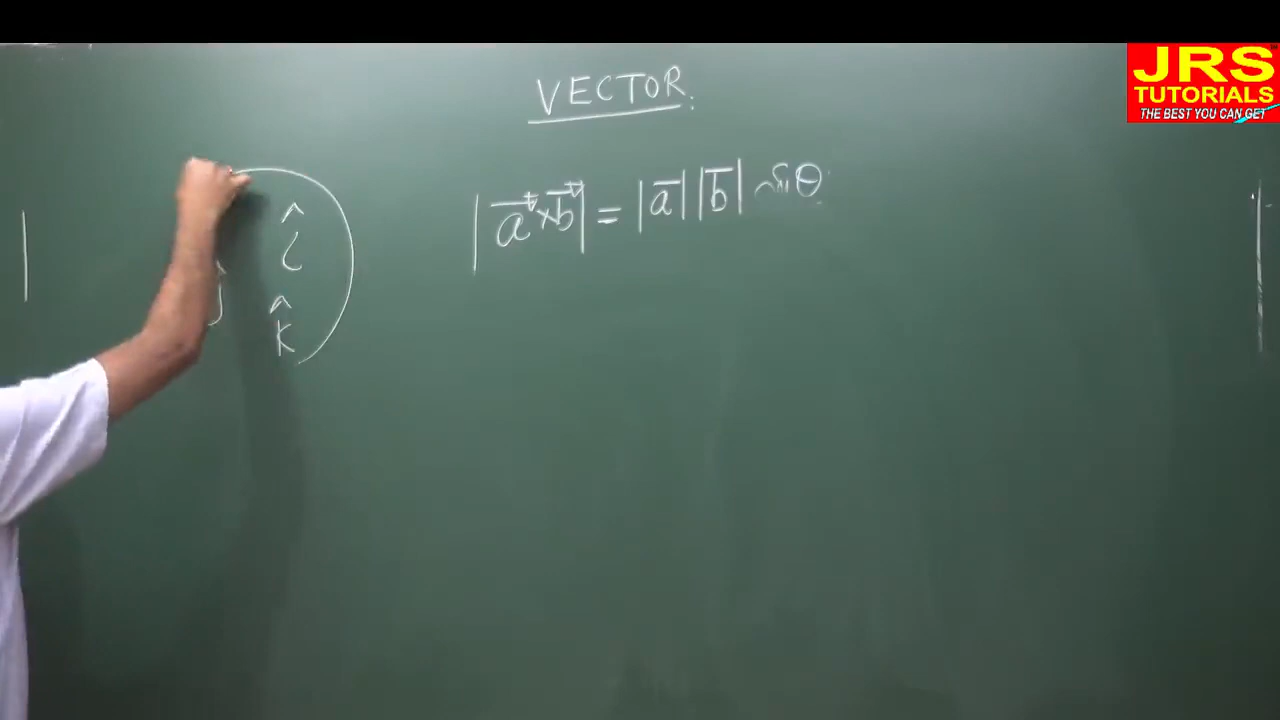 VECTOR.
JRS
TUTORIALS
THE BEST YOU CAN GET
|a⃗×b⃗| = |a⃗||b⃗| sinθ
î
ĵ
k̂